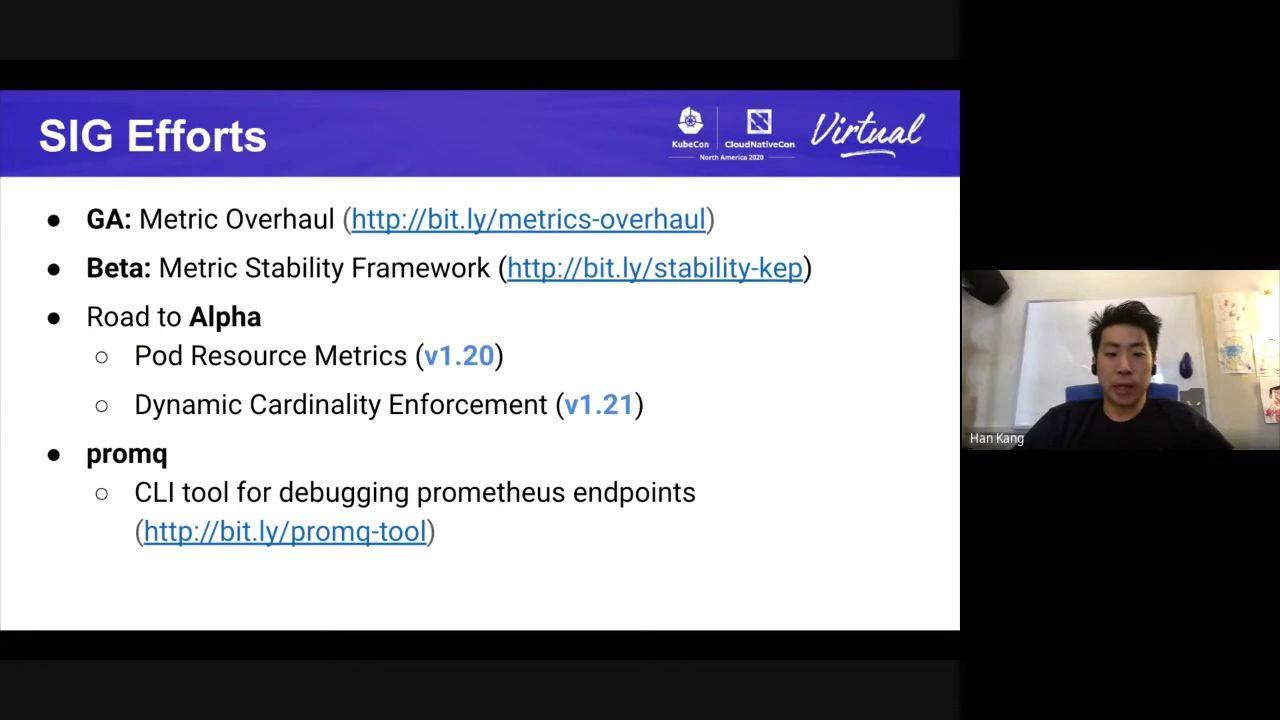 SIG Efforts
KubeCon
CloudNativeCon
North America 2020
Virtual
● GA: Metric Overhaul (http://bit.ly/metrics-overhaul)
● Beta: Metric Stability Framework (http://bit.ly/stability-kep)
● Road to Alpha
○ Pod Resource Metrics (v1.20)
○ Dynamic Cardinality Enforcement (v1.21)
● promq
○ CLI tool for debugging prometheus endpoints
(http://bit.ly/promq-tool)
Han Kang